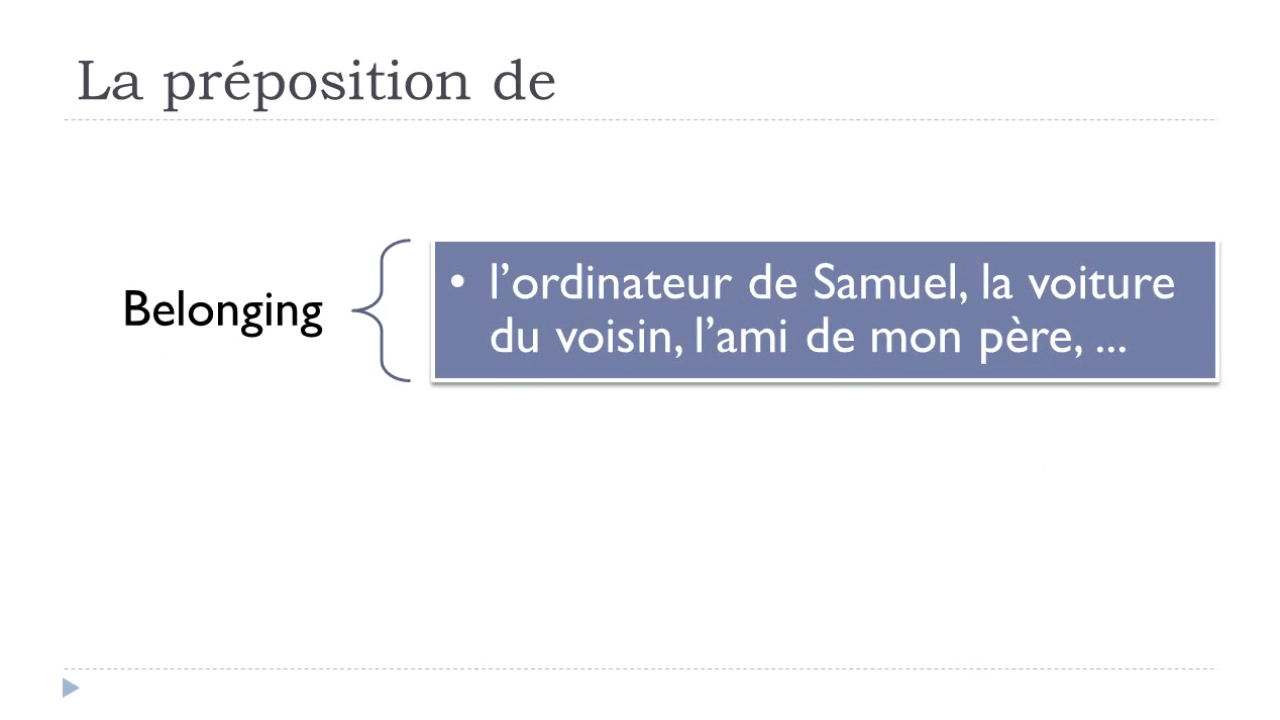 La préposition de
Belonging
• l’ordinateur de Samuel, la voiture
du voisin, l’ami de mon père, ...